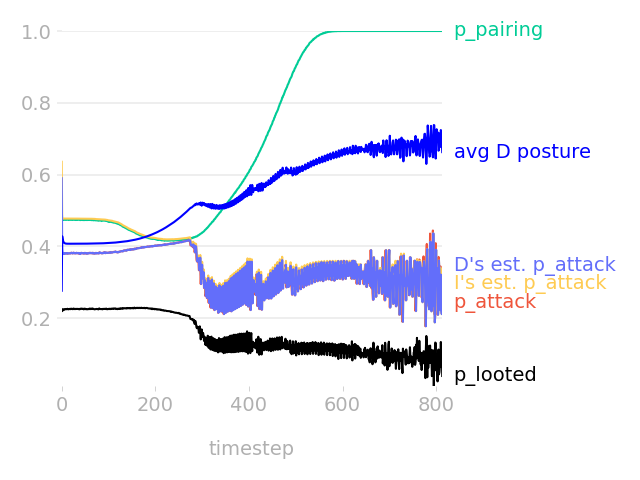 1.0
p_pairing
0.8
avg D posture
0.6
0.4
D's est. p_attack
I's est. p_attack
p_attack
0.2
p_looted
0 200 400 600 800
timestep